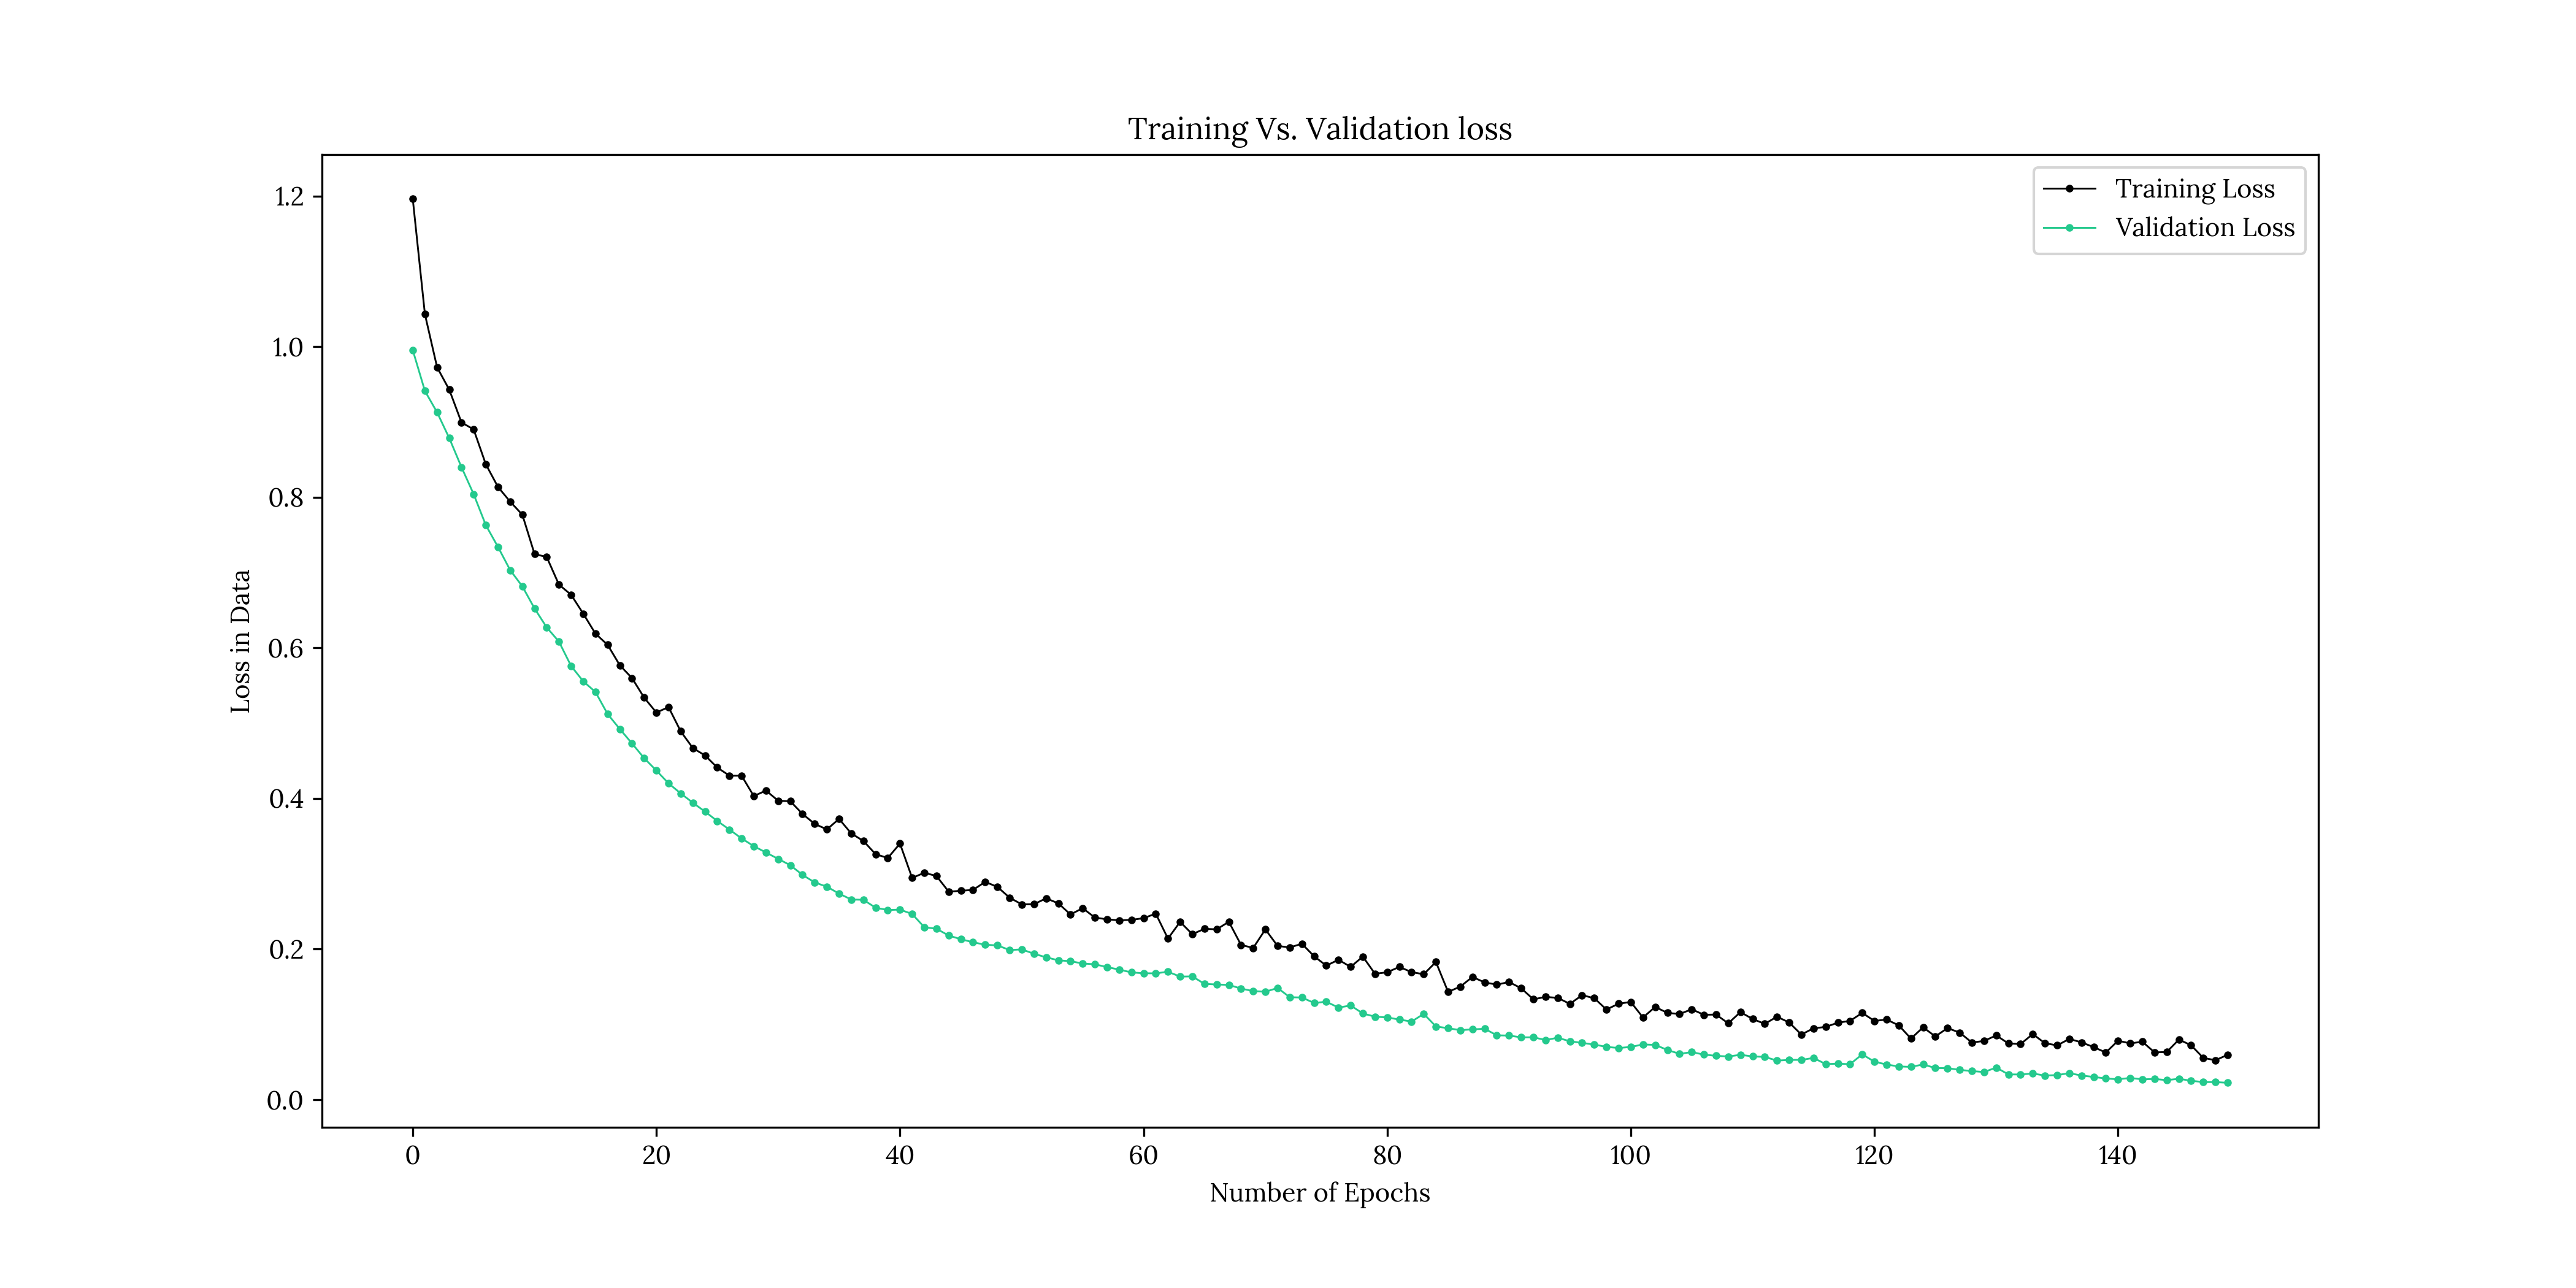 Training Vs. Validation loss
Training Loss
Validation Loss
1.2
1.0
0.8
0.6
0.4
0.2
0.0
Loss in Data
0 20 40 60 80 100 120 140
Number of Epochs